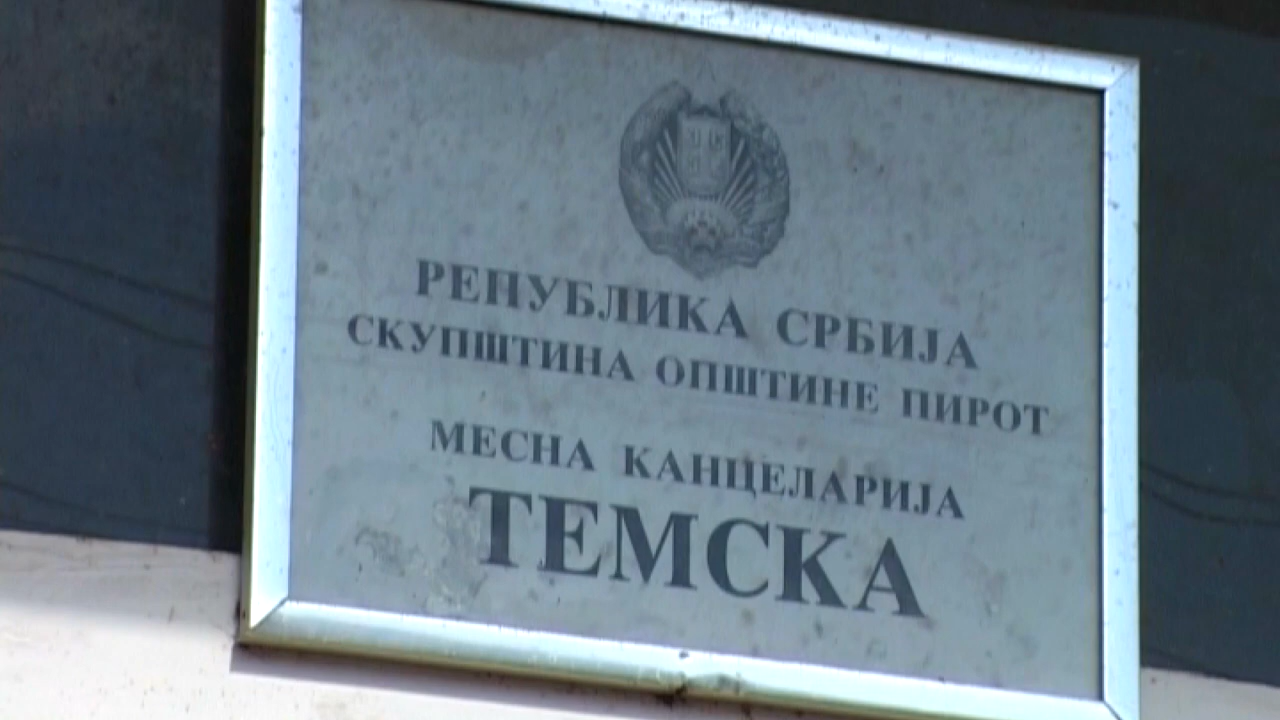 РЕПУБЛИКА СРБИЈА
СКУПШТИНА ОПШТИНЕ ПИРОТ
МЕСНА КАНЦЕЛАРИЈА
ТЕМСКА